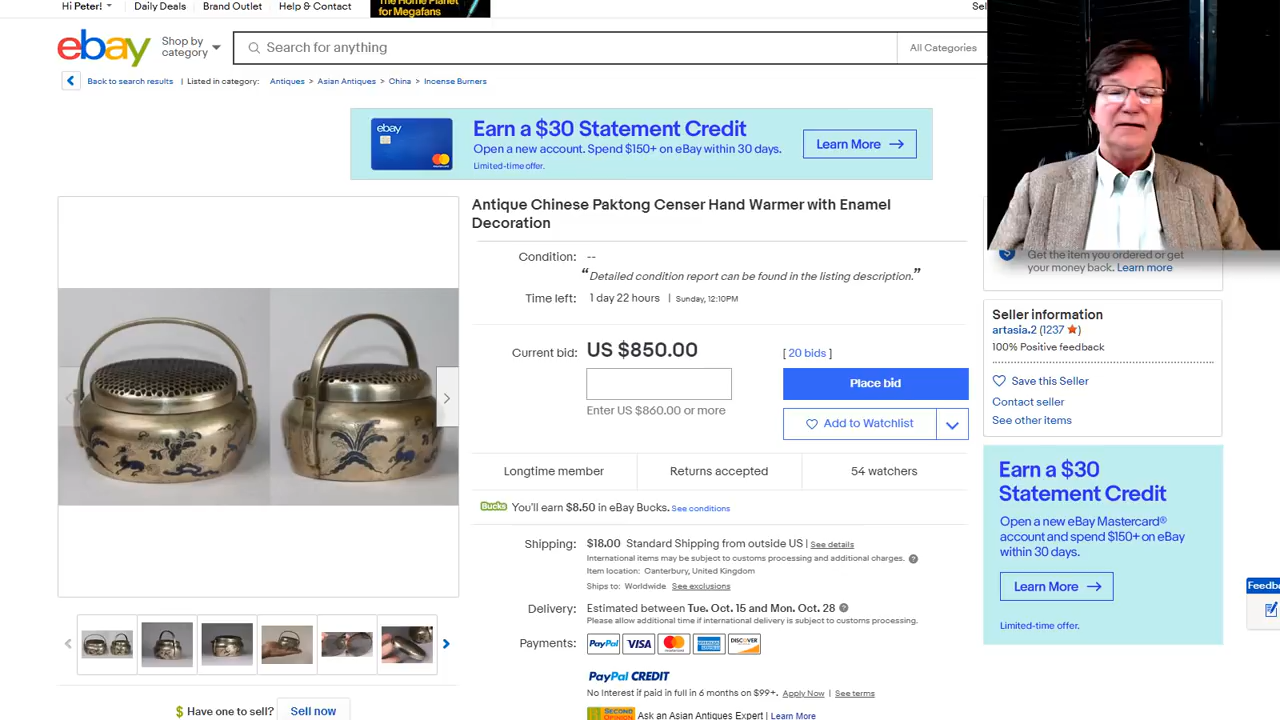 Hi Peter!
Daily Deals
Brand Outlet
Help & Contact
The Home Planet
for Megafans
ebay
Shop by
category
Search for anything
All Categories
Back to search results | Listed in category: Antiques > Asian Antiques > China > Incense Burners
ebay
Earn a $30 Statement Credit
Open a new account. Spend $150+ on eBay within 30 days.
Limited-time offer.
Learn More
Antique Chinese Paktong Censer Hand Warmer with Enamel
Decoration
Condition: --
“Detailed condition report can be found in the listing description.”
Time left: 1 day 22 hours | Sunday, 12:10PM
Current bid: US $850.00
[ 20 bids ]
Place bid
Enter US $860.00 or more
Add to Watchlist
Longtime member
Returns accepted
54 watchers
Bucks You'll earn $8.50 in eBay Bucks. See conditions
Shipping: $18.00 Standard Shipping from outside US | See details
International items may be subject to customs processing and additional charges.
Item location: Canterbury, United Kingdom
Ships to: Worldwide See exclusions
Delivery: Estimated between Tue. Oct. 15 and Mon. Oct. 28
Please allow additional time if international delivery is subject to customs processing.
Payments: PayPal VISA MasterCard AMERICAN EXPRESS DISCOVER
PayPal CREDIT
No Interest if paid in full in 6 months on $99+. Apply Now | See terms
SECOND OPINION Ask an Asian Antiques Expert | Learn More
Get the item you ordered or get
your money back. Learn more
Seller information
artasia.2 (1237)
100% Positive feedback
Save this Seller
Contact seller
See other items
Earn a $30
Statement Credit
Open a new eBay Mastercard®
account and spend $150+ on eBay
within 30 days.
Learn More
Limited-time offer.
$ Have one to sell? Sell now